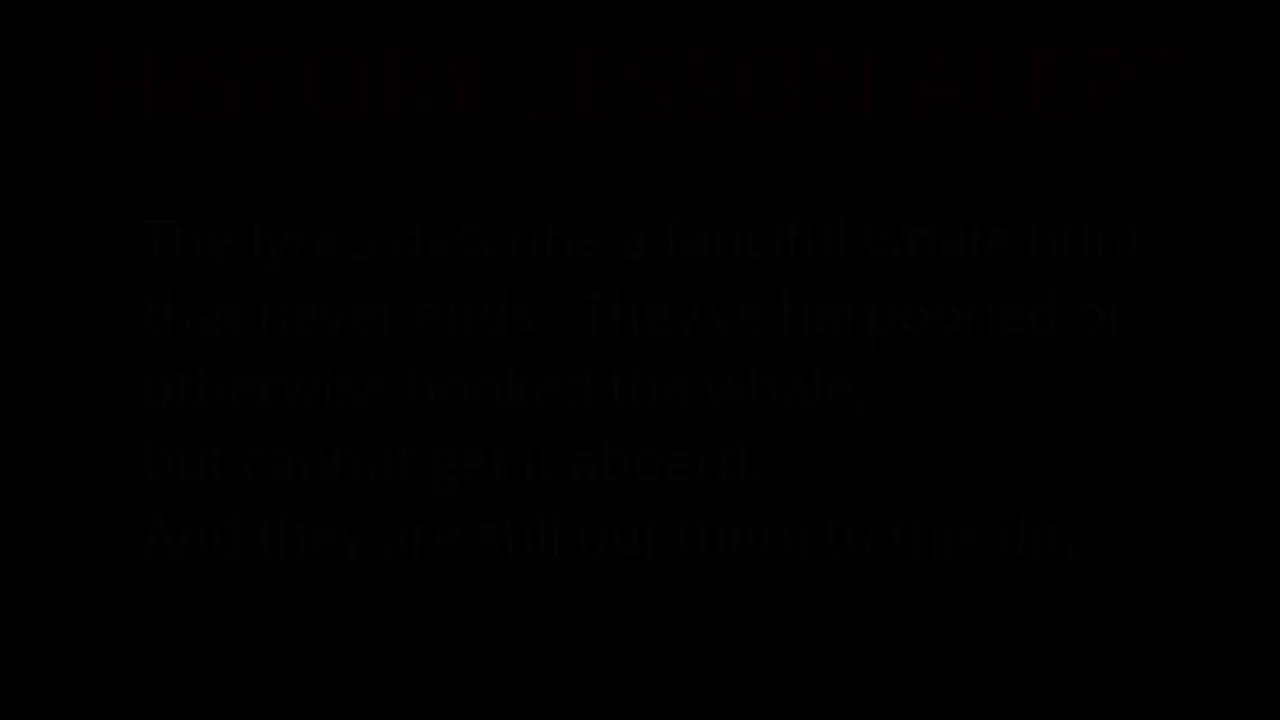 HISTORY LESSON ALERT
The lyrics describe a fanciful whale hunt
that never ends. They've harpooned or
otherwise hooked the whale,
but cannot get it aboard.
And they are still out there to this day.